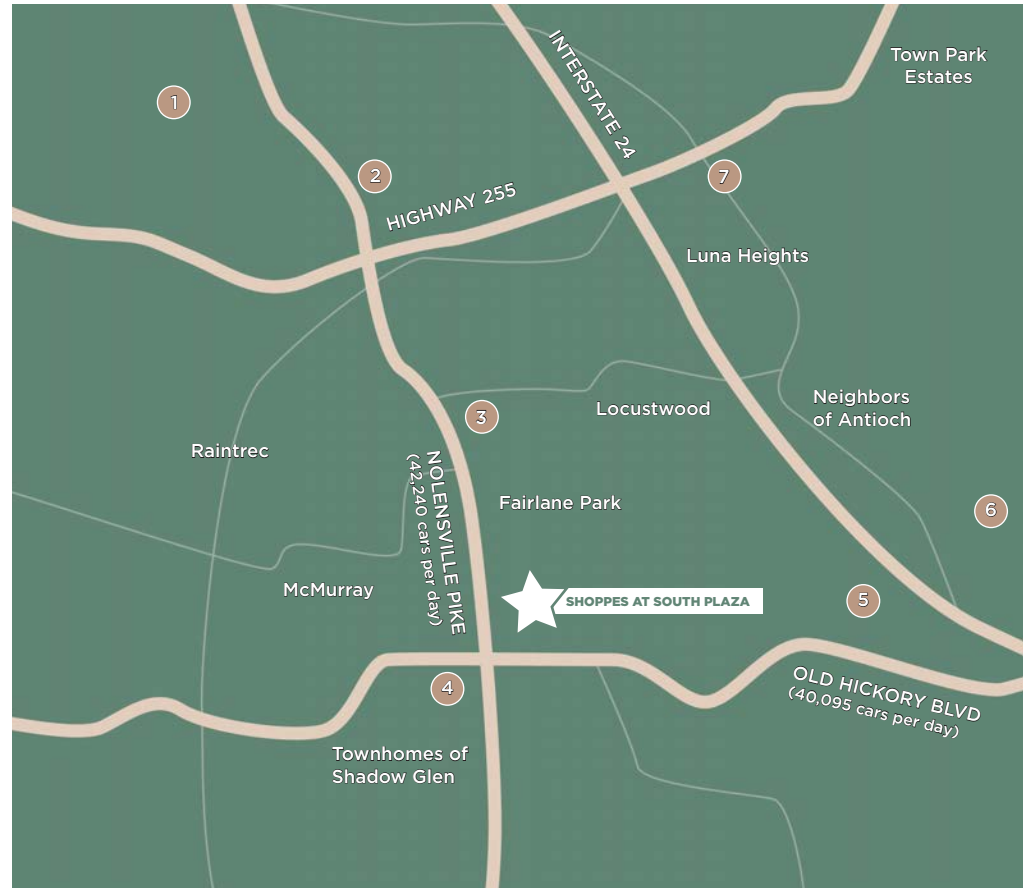 INTERSTATE 24
Town Park
Estates
1
2
7
HIGHWAY 255
Luna Heights
3
Locustwood
Neighbors
of Antioch
Raintrec
NOLENSVILLE PIKE
(42,240 cars per day)
Fairlane Park
6
McMurray
SHOPPES AT SOUTH PLAZA
5
4
OLD HICKORY BLVD
(40,095 cars per day)
Townhomes of
Shadow Glen